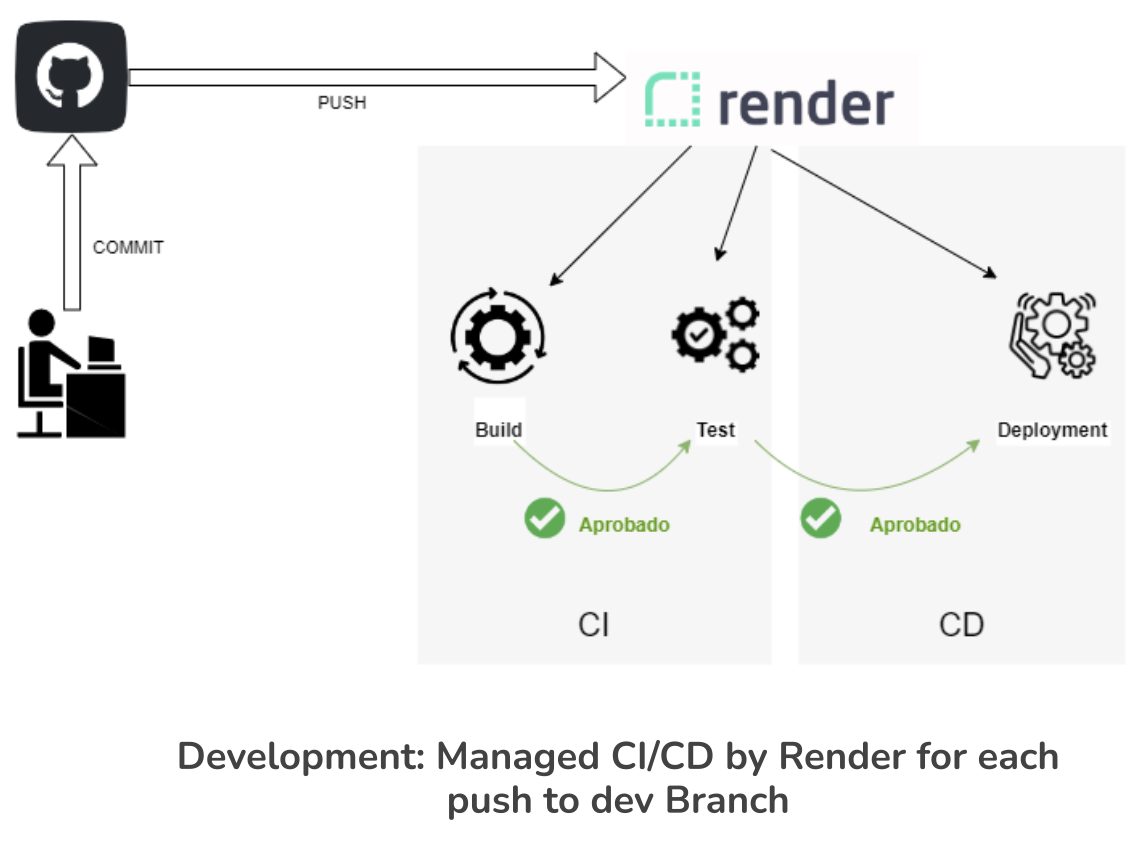 PUSH
render
COMMIT
Build
Test
Deployment
Aprobado
Aprobado
CI
CD
Development: Managed CI/CD by Render for each
push to dev Branch